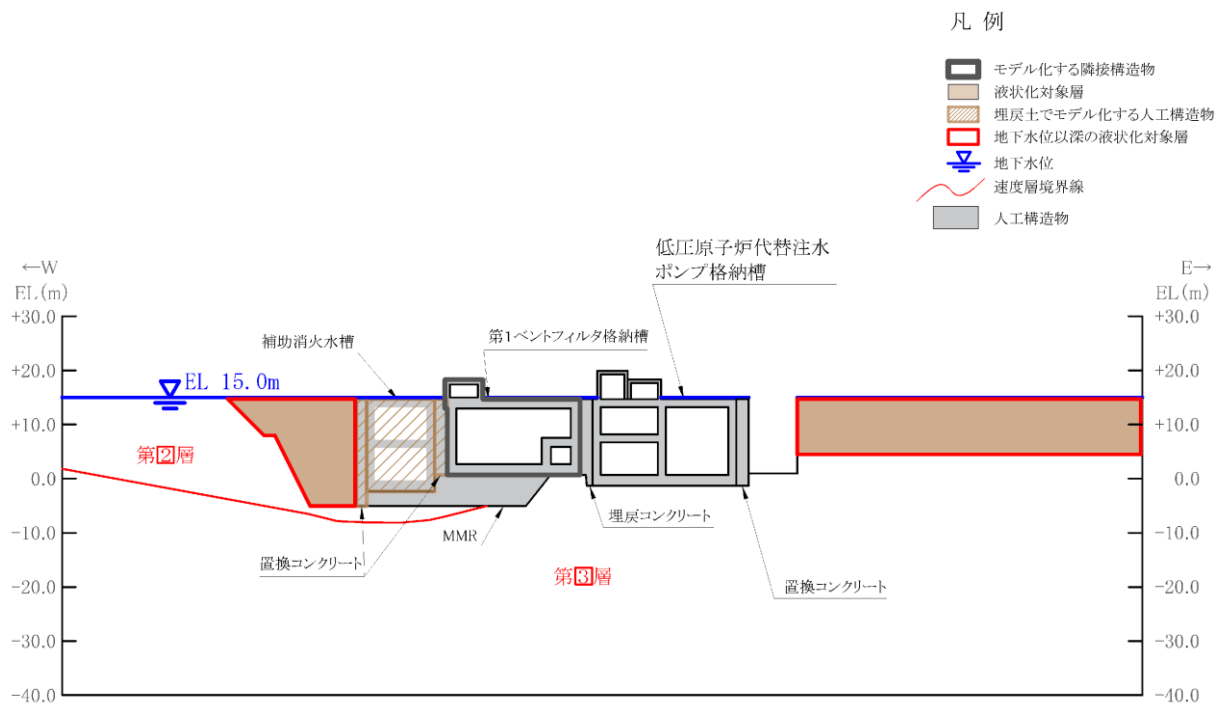 凡 例
モデル化する隣接構造物
液状化対象層
埋戻土でモデル化する人工構造物
地下水位以深の液状化対象層
地下水位
速度層境界線
人工構造物
低圧原子炉代替注水
ポンプ格納槽
←W
EL(m)
E→
EL(m)
+30.0
+20.0
+10.0
0.0
-10.0
-20.0
-30.0
-40.0
補助消火水槽
第1ベントフィルタ格納槽
EL 15.0m
第②層
置換コンクリート
MMR
埋戻コンクリート
第③層
置換コンクリート
+30.0
+20.0
+10.0
0.0
-10.0
-20.0
-30.0
-40.0